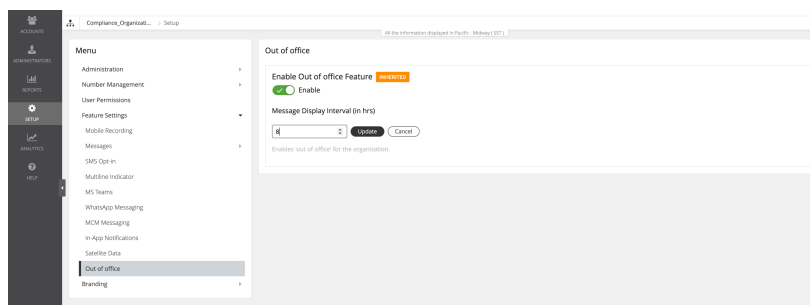 ACCOUNTS
ADMINISTRATORS
REPORTS
SETUP
ANALYTICS
HELP
Compliance_Organizati... > Setup
All the information displayed in Pacific - Midway ( SST )
Menu
Administration
Number Management
User Permissions
Feature Settings
Mobile Recording
Messages
SMS Opt-in
Multiline Indicator
MS Teams
WhatsApp Messaging
MCM Messaging
In-App Notifications
Satellite Data
Out of office
Branding
Out of office
Enable Out of office Feature INHERITED
Enable
Message Display Interval (in hrs)
8 Update Cancel
Enables 'out of office' for the organization.